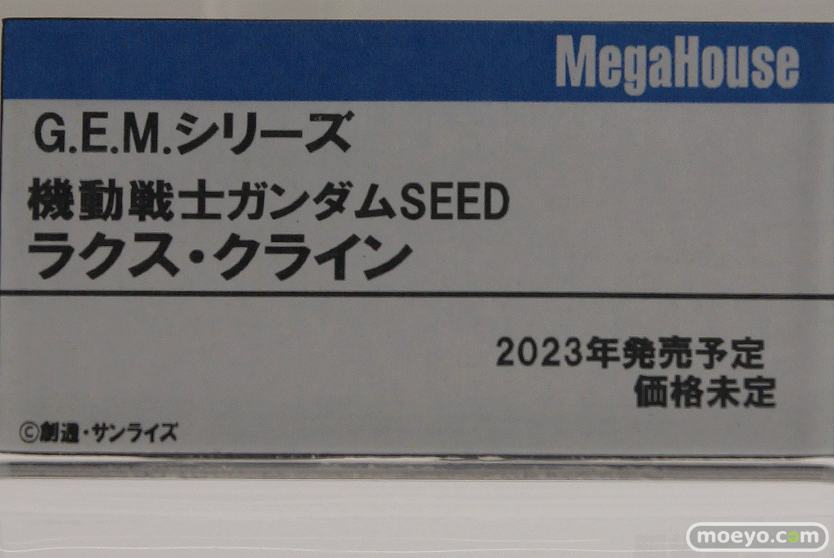 MegaHouse
G.E.M.シリーズ
機動戦士ガンダムSEED
ラクス・クライン
2023年発売予定
価格未定
©創通・サンライズ
moeyo.com